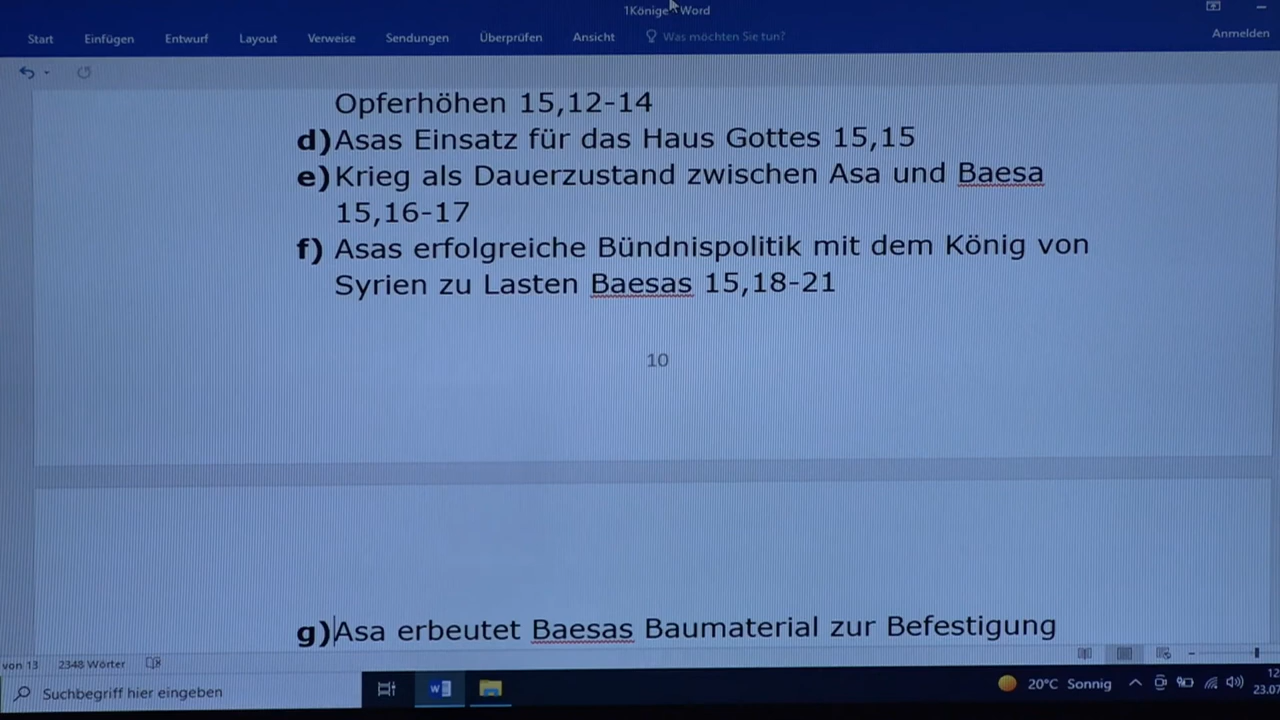 1Könige - Word
Start Einfügen Entwurf Layout Verweise Sendungen Überprüfen Ansicht Was möchten Sie tun? Anmelden
Opferhöhen 15,12-14
d) Asas Einsatz für das Haus Gottes 15,15
e) Krieg als Dauerzustand zwischen Asa und Baesa
15,16-17
f) Asas erfolgreiche Bündnispolitik mit dem König von
Syrien zu Lasten Baesas 15,18-21
10
g) Asa erbeutet Baesas Baumaterial zur Befestigung
von 13 2348 Wörter
Suchbegriff hier eingeben 20°C Sonnig 12
23.07